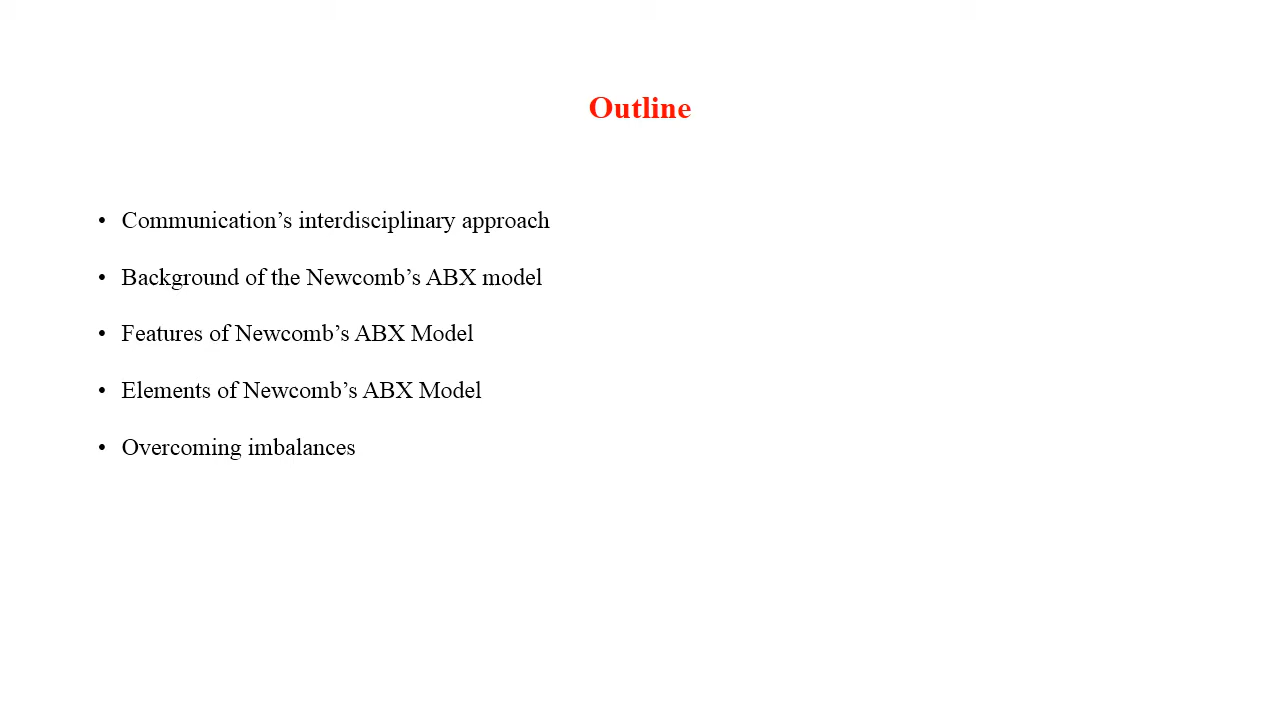 Outline
• Communication’s interdisciplinary approach
• Background of the Newcomb’s ABX model
• Features of Newcomb’s ABX Model
• Elements of Newcomb’s ABX Model
• Overcoming imbalances